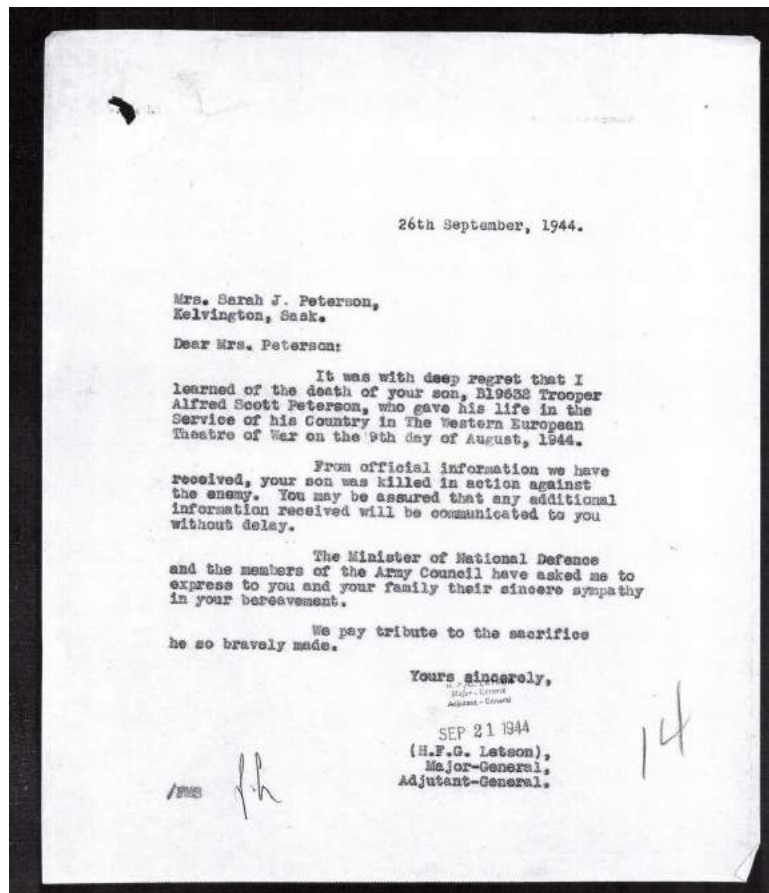 26th September, 1944.
Mrs. Sarah J. Peterson,
Kelvington, Sask.
Dear Mrs. Peterson:
It was with deep regret that I
learned of the death of your son, B19632 Trooper
Alfred Scott Peterson, who gave his life in the
Service of his Country in The Western European
Theatre of War on the 9th day of August, 1944.
From official information we have
received, your son was killed in action against
the enemy. You may be assured that any additional
information received will be communicated to you
without delay.
The Minister of National Defence
and the members of the Army Council have asked me to
express to you and your family their sincere sympathy
in your bereavement.
We pay tribute to the sacrifice
he so bravely made.
Yours sincerely,
Major-General
Adjutant-General
SEP 21 1944
(H.F.G. Letson),
Major-General,
Adjutant-General.
14